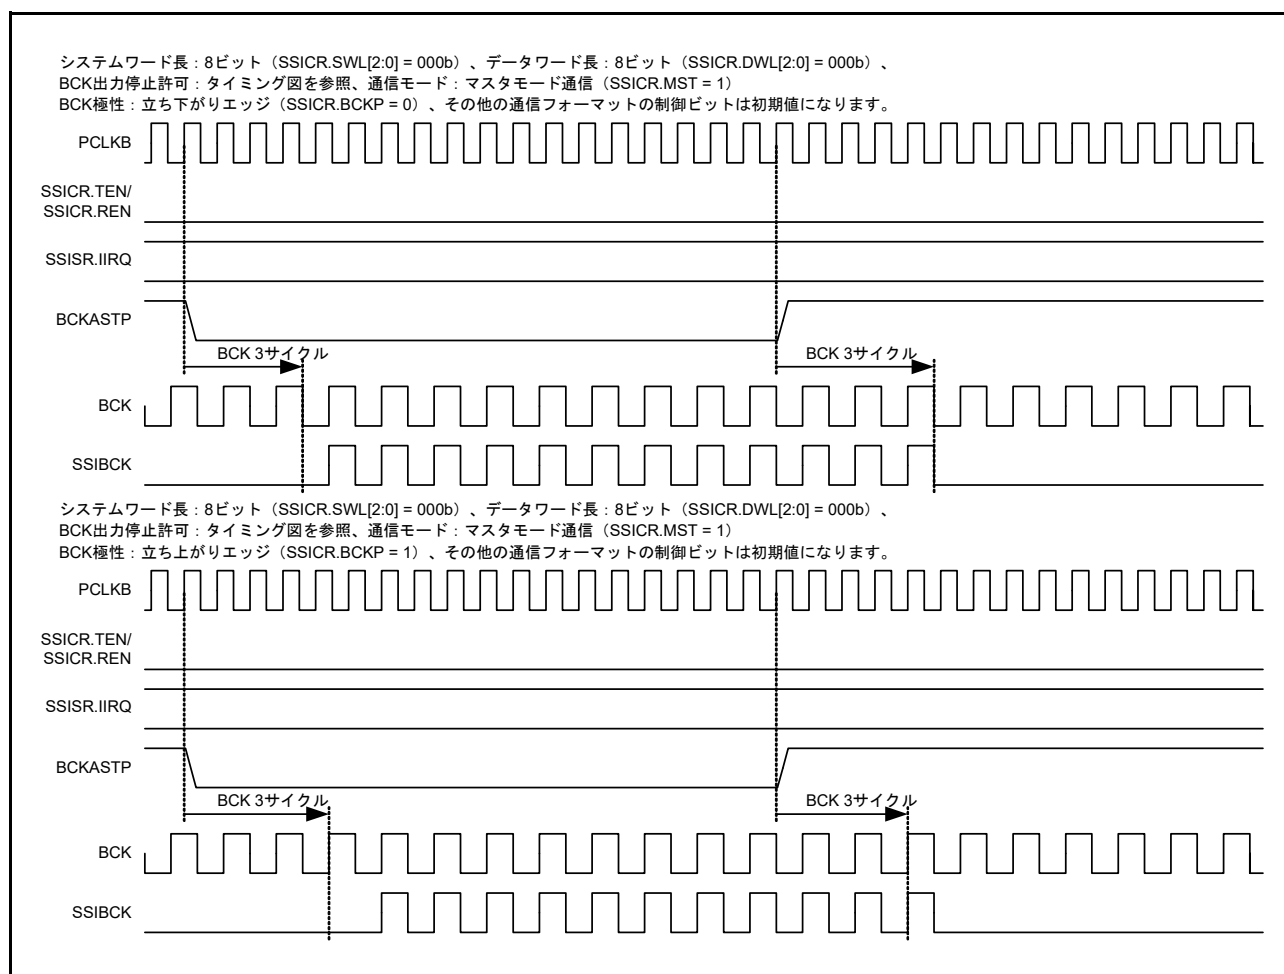 システムワード長：8ビット（SSICR.SWL[2:0] = 000b）、データワード長：8ビット（SSICR.DWL[2:0] = 000b）、
BCK出力停止許可：タイミング図を参照、通信モード：マスタモード通信（SSICR.MST = 1）
BCK極性：立ち下がりエッジ（SSICR.BCKP = 0）、その他の通信フォーマットの制御ビットは初期値になります。
PCLKB
SSICR.TEN/
SSICR.REN
SSISR.IIRQ
BCKASTP
BCK 3サイクル BCK 3サイクル
BCK
SSIBCK
システムワード長：8ビット（SSICR.SWL[2:0] = 000b）、データワード長：8ビット（SSICR.DWL[2:0] = 000b）、
BCK出力停止許可：タイミング図を参照、通信モード：マスタモード通信（SSICR.MST = 1）
BCK極性：立ち上がりエッジ（SSICR.BCKP = 1）、その他の通信フォーマットの制御ビットは初期値になります。
PCLKB
SSICR.TEN/
SSICR.REN
SSISR.IIRQ
BCKASTP
BCK 3サイクル BCK 3サイクル
BCK
SSIBCK